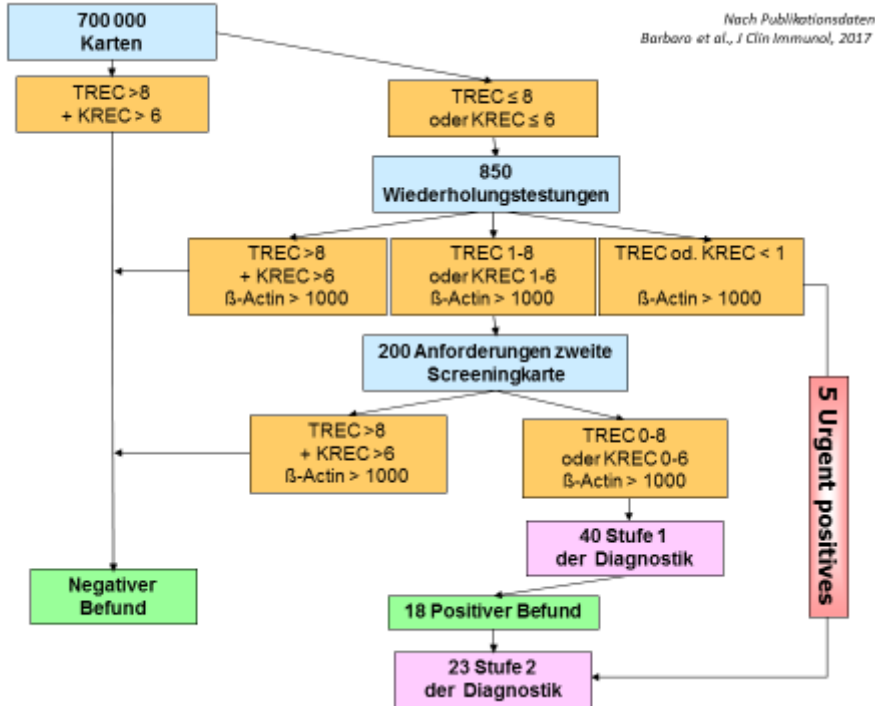 700 000
Karten
Nach Publikationsdaten
Barbaro et al., J Clin Immunol, 2017
TREC >8
+ KREC > 6
TREC ≤ 8
oder KREC ≤ 6
850
Wiederholungstestungen
TREC >8
+ KREC >6
ß-Actin > 1000
TREC 1-8
oder KREC 1-6
ß-Actin > 1000
TREC od. KREC < 1
ß-Actin > 1000
200 Anforderungen zweite
Screeningkarte
TREC >8
+ KREC >6
ß-Actin > 1000
TREC 0-8
oder KREC 0-6
ß-Actin > 1000
5 Urgent positives
40 Stufe 1
der Diagnostik
Negativer
Befund
18 Positiver Befund
23 Stufe 2
der Diagnostik